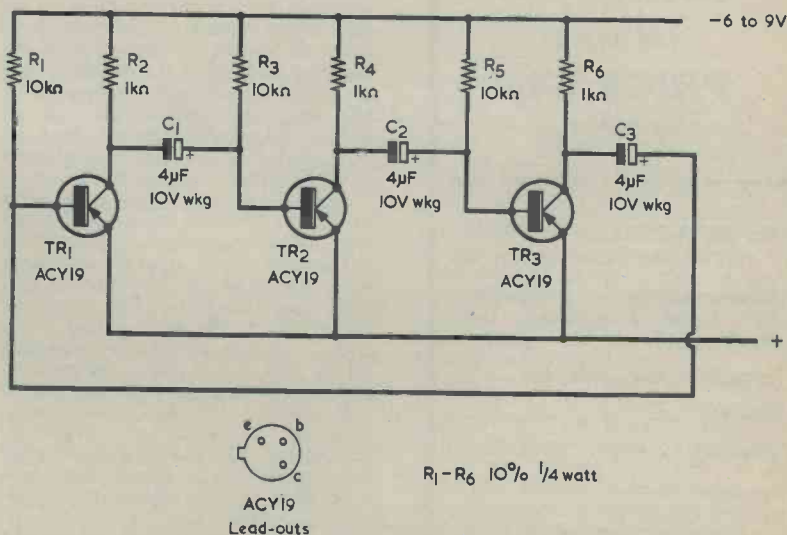 -6 to 9V
R1
10kΩ
R2
1kΩ
R3
10kΩ
R4
1kΩ
R5
10kΩ
R6
1kΩ
C1
+
4µF
10V wkg
C2
+
4µF
10V wkg
C3
+
4µF
10V wkg
TR1
ACY19
TR2
ACY19
TR3
ACY19
+
e b
c
ACY19
Lead-outs
R1-R6 10% 1/4 watt